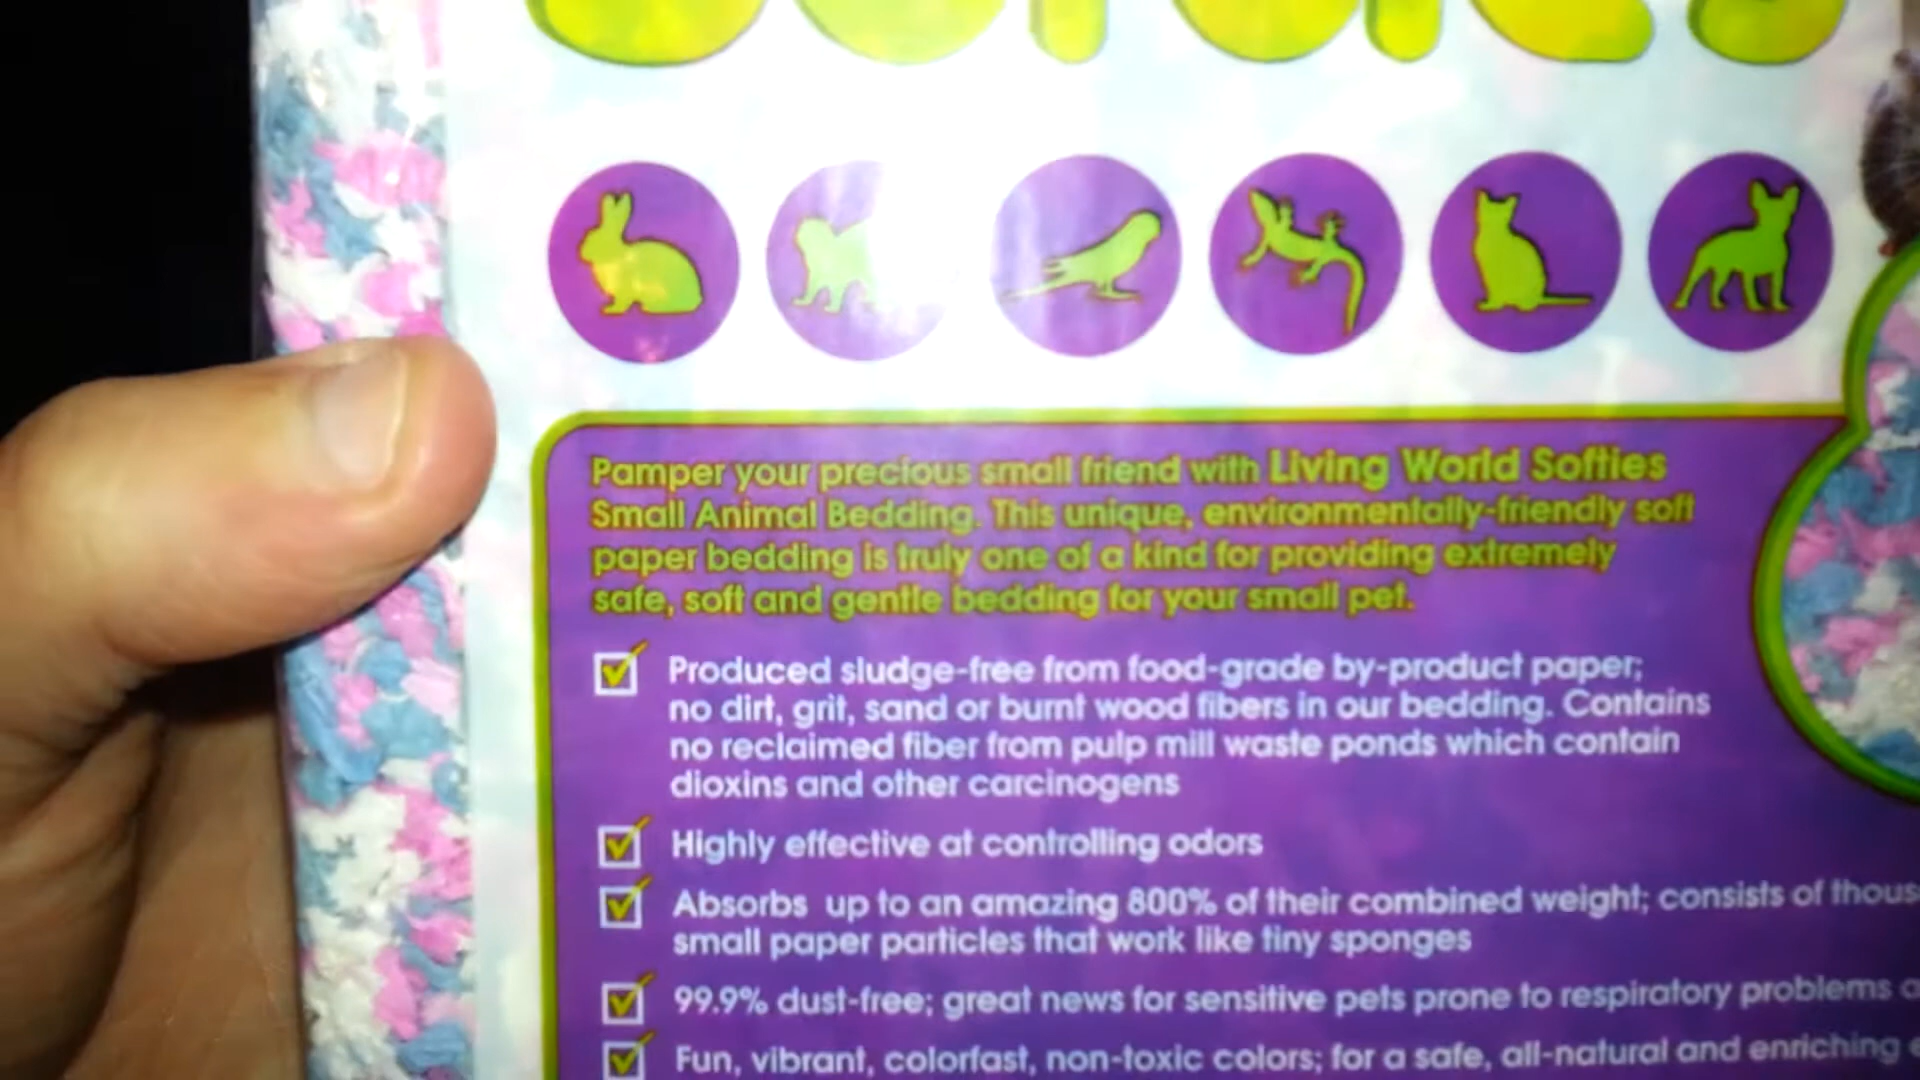 Softies
Pamper your precious small friend with Living World Softies
Small Animal Bedding. This unique, environmentally-friendly soft
paper bedding is truly one of a kind for providing extremely
safe, soft and gentle bedding for your small pet.
Produced sludge-free from food-grade by-product paper;
no dirt, grit, sand or burnt wood fibers in our bedding. Contains
no reclaimed fiber from pulp mill waste ponds which contain
dioxins and other carcinogens
Highly effective at controlling odors
Absorbs up to an amazing 800% of their combined weight; consists of thous
small paper particles that work like tiny sponges
99.9% dust-free; great news for sensitive pets prone to respiratory problems
Fun, vibrant, colorfast, non-toxic colors; for a safe, all-natural and enriching